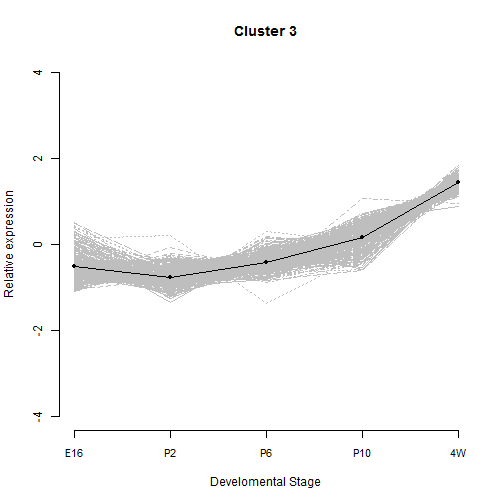 Cluster 3
Relative expression
4
2
0
-2
-4
E16 P2 P6 P10 4W
Develomental Stage